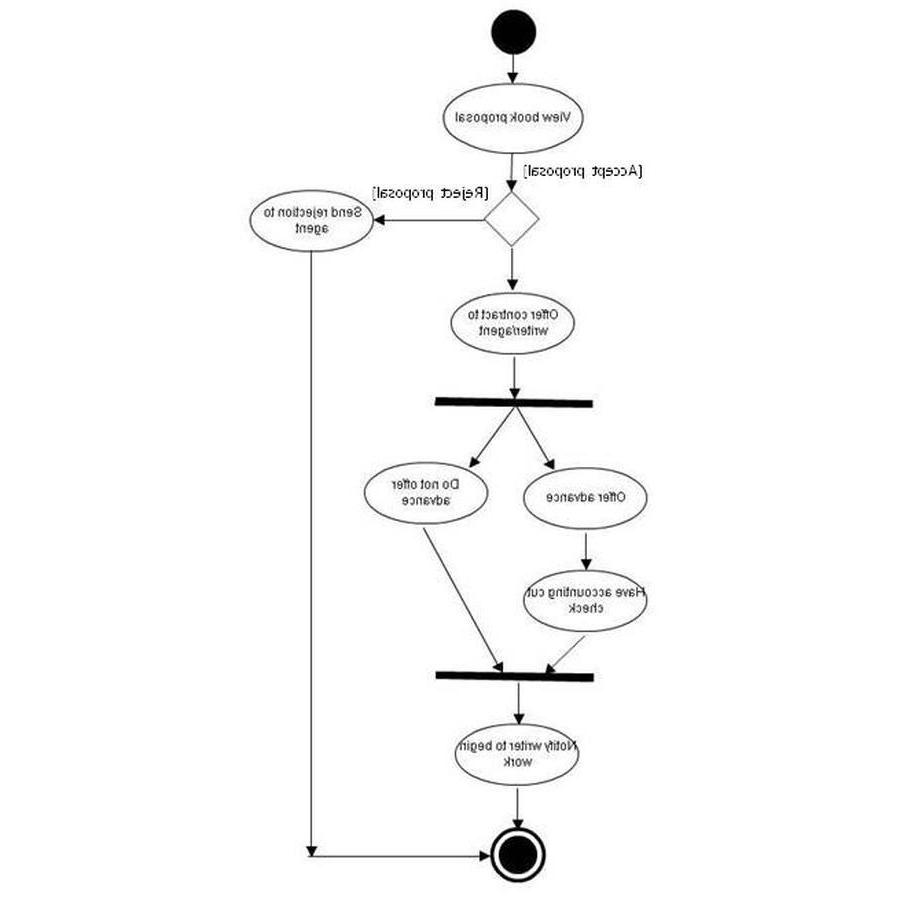 View book proposal
[Accept proposal]
[Reject proposal]
Send rejection to
agent
Offer contract to
writer/agent
Do not offer
advance
Offer advance
Have accounting cut
check
Notify writer to begin
work